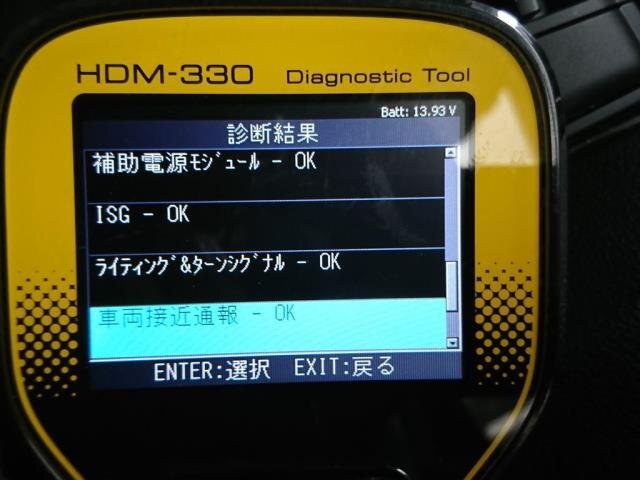 HDM-330 Diagnostic Tool
Batt: 13.93 V
診断結果
補助電源ﾓｼﾞｭｰﾙ - OK
ISG - OK
ﾗｲﾃｨﾝｸﾞ&ﾀｰﾝｼｸﾞﾅﾙ - OK
車両接近通報 - OK
ENTER:選択 EXIT:戻る